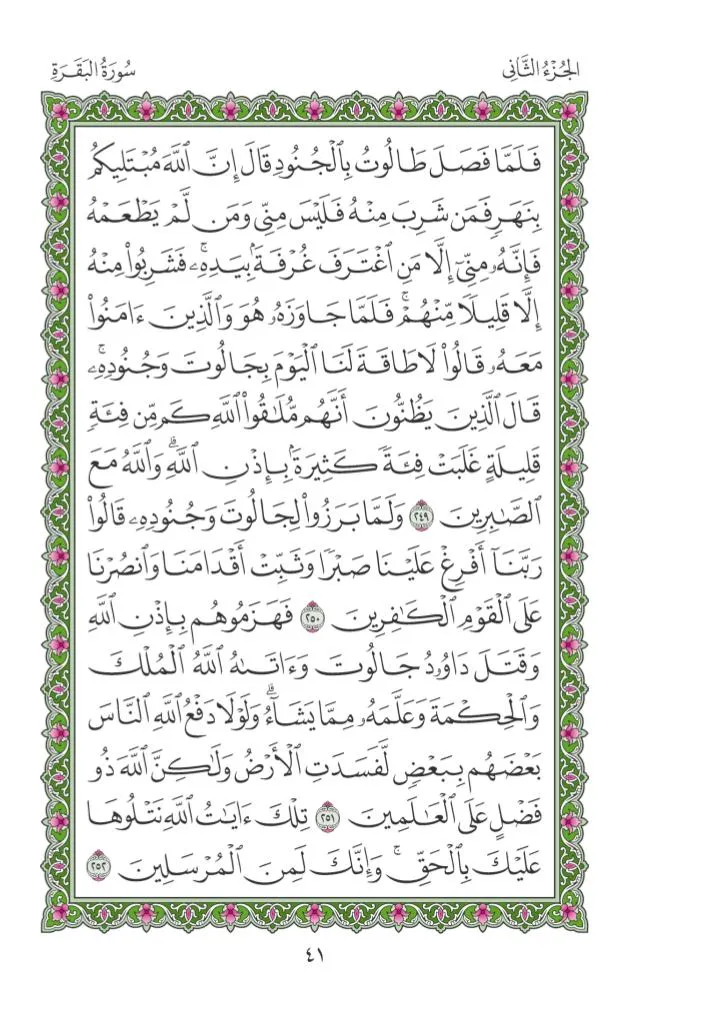 الجُزْءُ الثَّانِي
سُورَةُ البَقَرَةِ
فَلَمَّا فَصَلَ طَالُوتُ بِٱلْجُنُودِ قَالَ إِنَّ ٱللَّهَ مُبْتَلِيكُم
بِنَهَرٍ فَمَن شَرِبَ مِنْهُ فَلَيْسَ مِنِّي وَمَن لَّمْ يَطْعَمْهُ
فَإِنَّهُۥ مِنِّيٓ إِلَّا مَنِ ٱغْتَرَفَ غُرْفَةَۢ بِيَدِهِۦۚ فَشَرِبُوا۟ مِنْهُ
إِلَّا قَلِيلًا مِّنْهُمْۚ فَلَمَّا جَاوَزَهُۥ هُوَ وَٱلَّذِينَ ءَامَنُوا۟
مَعَهُۥ قَالُوا۟ لَا طَاقَةَ لَنَا ٱلْيَوْمَ بِجَالُوتَ وَجُنُودِهِۦۚ
قَالَ ٱلَّذِينَ يَظُنُّونَ أَنَّهُم مُّلَٰقُوا۟ ٱللَّهِ كَم مِّن فِئَةٍ
قَلِيلَةٍ غَلَبَتْ فِئَةً كَثِيرَةَۢ بِإِذْنِ ٱللَّهِۗ وَٱللَّهُ مَعَ
ٱلصَّٰبِرِينَ ٢٤٩ وَلَمَّا بَرَزُوا۟ لِجَالُوتَ وَجُنُودِهِۦ قَالُوا۟
رَبَّنَآ أَفْرِغْ عَلَيْنَا صَبْرًا وَثَبِّتْ أَقْدَامَنَا وَٱنصُرْنَا
عَلَى ٱلْقَوْمِ ٱلْكَٰفِرِينَ ٢٥٠ فَهَزَمُوهُم بِإِذْنِ ٱللَّهِ
وَقَتَلَ دَاوُۥدُ جَالُوتَ وَءَاتَىٰهُ ٱللَّهُ ٱلْمُلْكَ
وَٱلْحِكْمَةَ وَعَلَّمَهُۥ مِمَّا يَشَآءُۗ وَلَوْلَا دَفْعُ ٱللَّهِ ٱلنَّاسَ
بَعْضَهُم بِبَعْضٍ لَّفَسَدَتِ ٱلْأَرْضُ وَلَٰكِنَّ ٱللَّهَ ذُو
فَضْلٍ عَلَى ٱلْعَٰلَمِينَ ٢٥١ تِلْكَ ءَايَٰتُ ٱللَّهِ نَتْلُوهَا
عَلَيْكَ بِٱلْحَقِّۚ وَإِنَّكَ لَمِنَ ٱلْمُرْسَلِينَ ٢٥٢
٤١